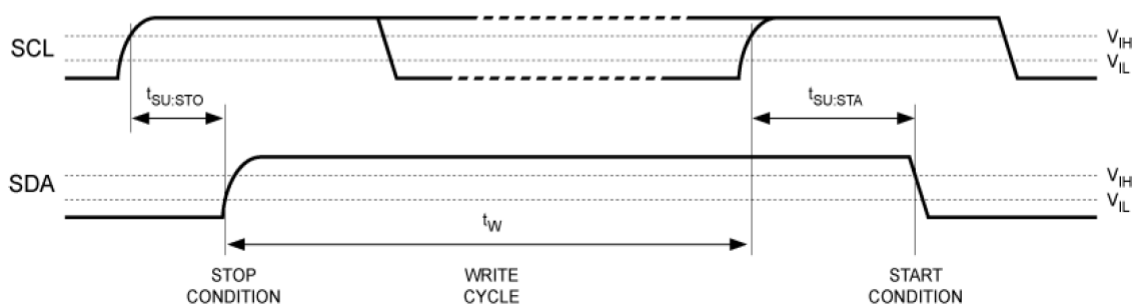 SCL
VIH
VIL
tSU:STO
tSU:STA
SDA
VIH
VIL
tW
STOP
CONDITION
WRITE
CYCLE
START
CONDITION